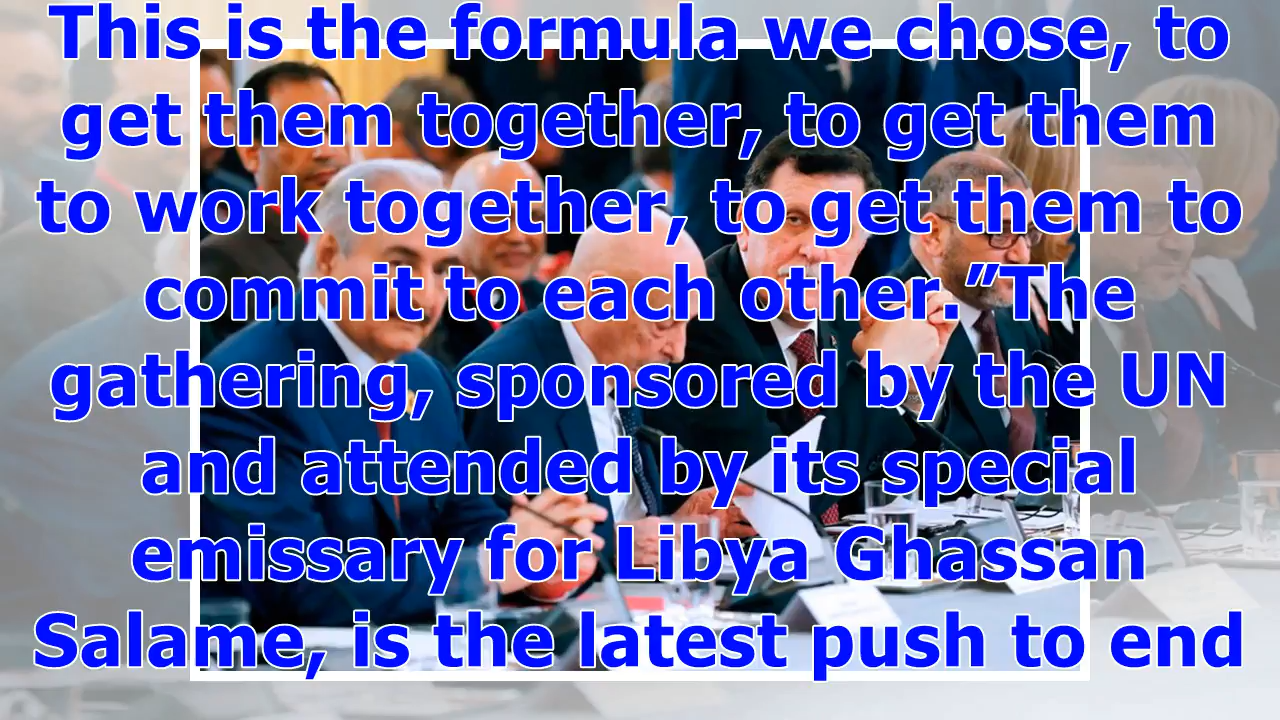 This is the formula we chose, to
get them together, to get them
to work together, to get them to
commit to each other.”The
gathering, sponsored by the UN
and attended by its special
emissary for Libya Ghassan
Salame, is the latest push to end